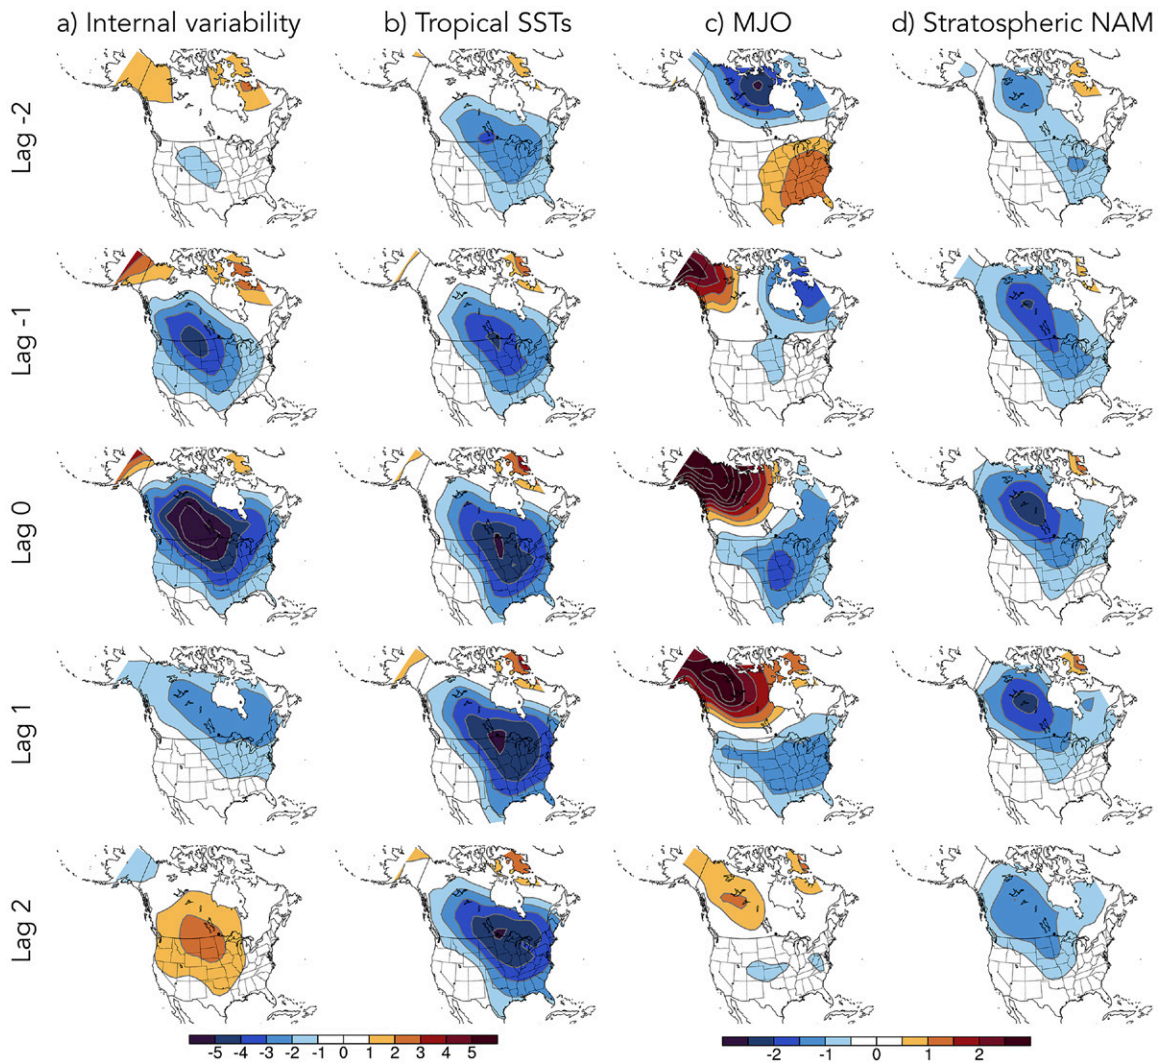 a) Internal variability b) Tropical SSTs c) MJO d) Stratospheric NAM
Lag -2
Lag -1
Lag 0
Lag 1
Lag 2
-5 -4 -3 -2 -1 0 1 2 3 4 5
-2 -1 0 1 2